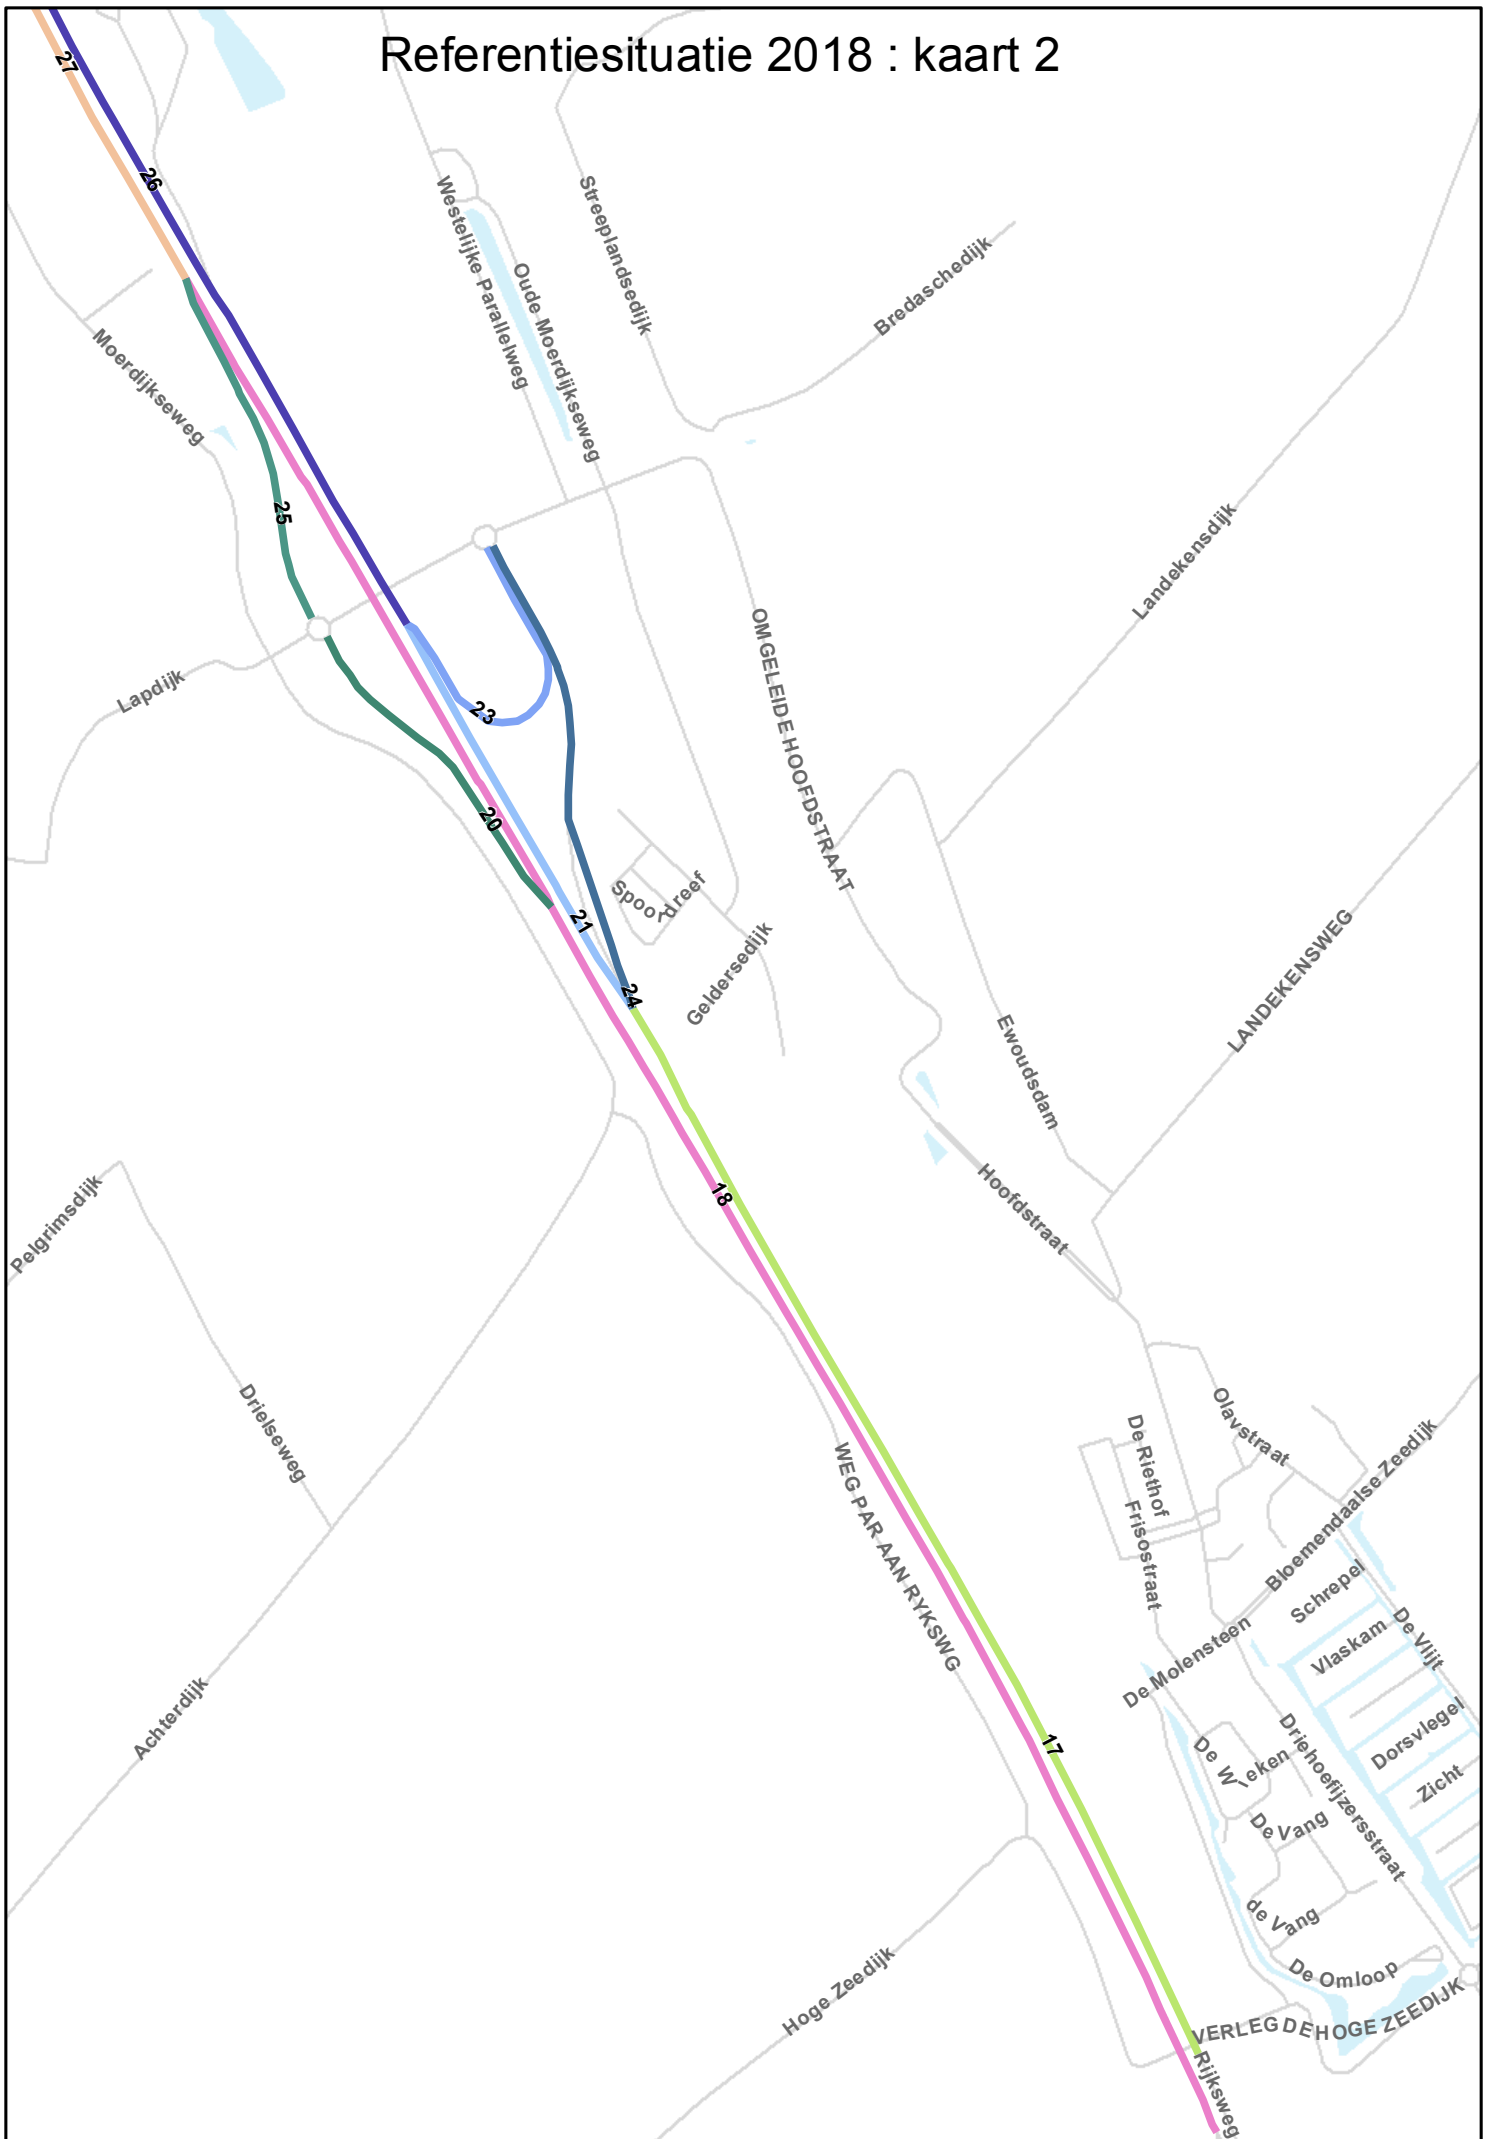 Referentiesituatie 2018 : kaart 2
27
26
Westelijke Parallelweg
Streeplandsedijk
Oude Moerdijkseweg
Bredaschedijk
Moerdijkseweg
25
Landekensdijk
Lapdijk
23
OMGELEIDE HOOFDSTRAAT
20
21
Spoordreef
Geldersedijk
24
LANDEKENSWEG
Ewoudsdam
Pelgrimsdijk
18
Hoofdstraat
Drielseweg
Olavstraat
De Riethof
Bloemendaalse Zeedijk
WEG PAR AAN RYKSWG
Frisostraat
Schrepel
De Vlijt
Vlaskam
De Molensteen
Achterdijk
17
Dorsvlegel
De Wieken
Driehoefijzersstraat
Zicht
De Vang
de Vang
De Omloop
Hoge Zeedijk
VERLEGDE HOGE ZEEDIJK
Rijksweg